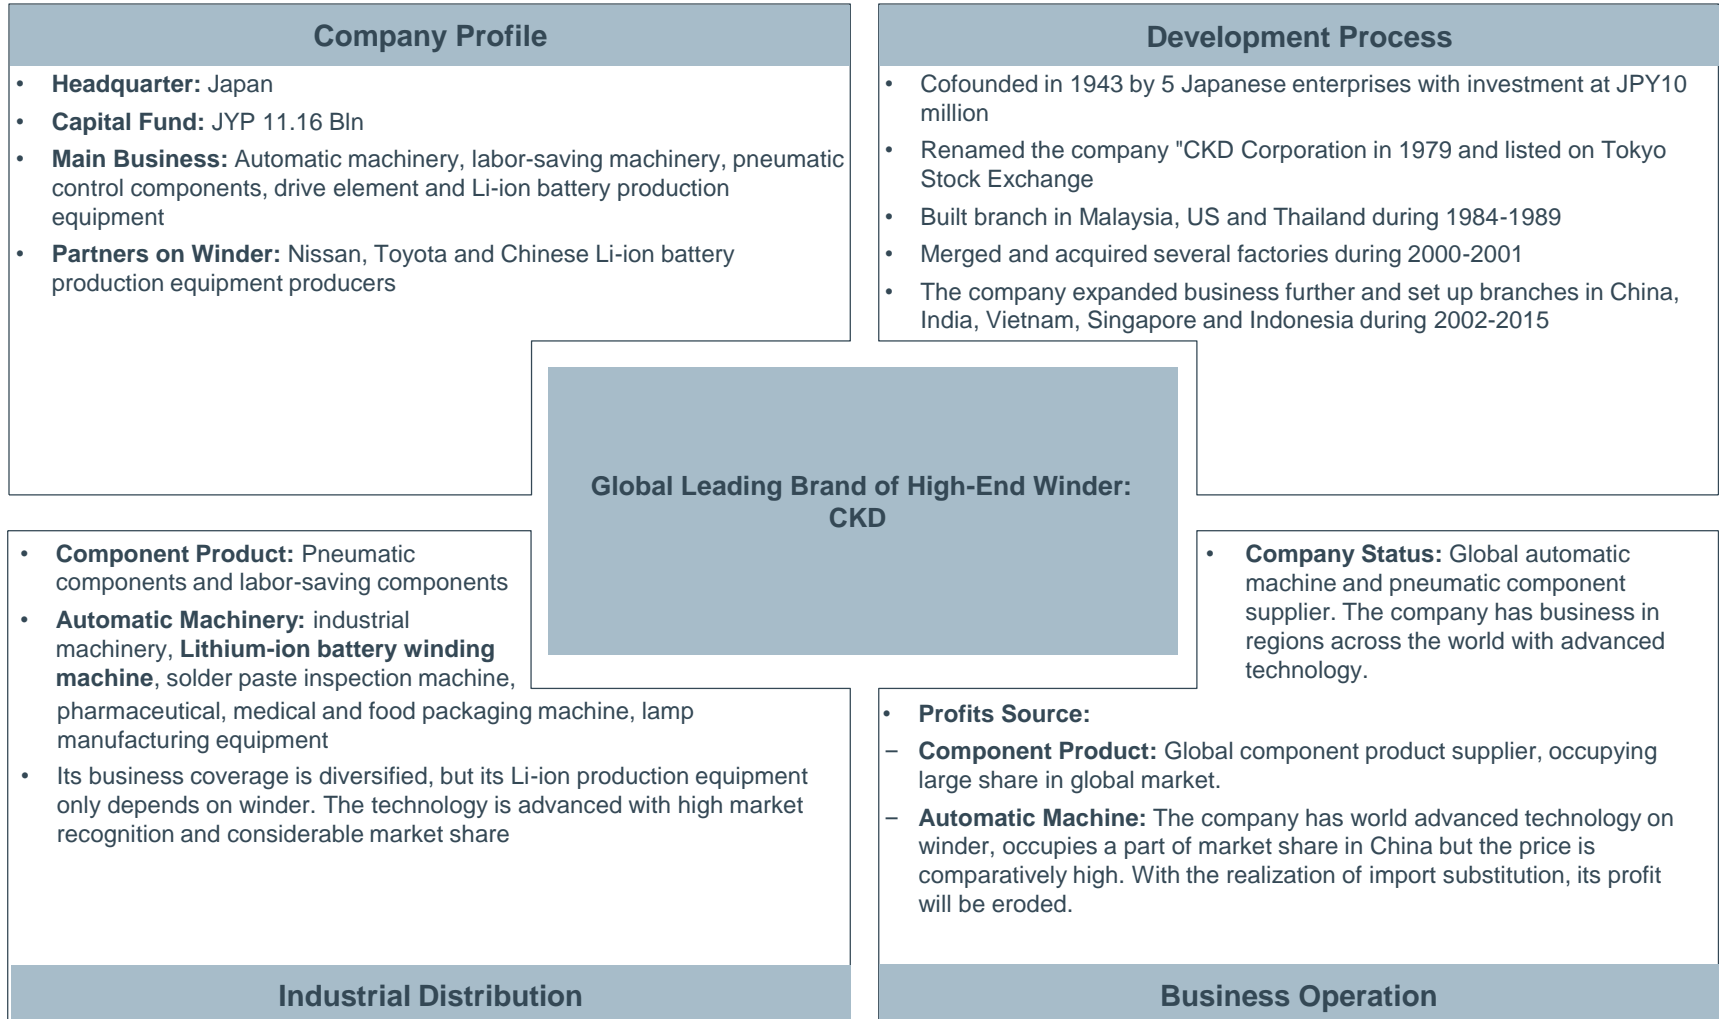 Company Profile
• Headquarter: Japan
• Capital Fund: JYP 11.16 Bln
• Main Business: Automatic machinery, labor-saving machinery, pneumatic
control components, drive element and Li-ion battery production
equipment
• Partners on Winder: Nissan, Toyota and Chinese Li-ion battery
production equipment producers
Development Process
• Cofounded in 1943 by 5 Japanese enterprises with investment at JPY10
million
• Renamed the company "CKD Corporation in 1979 and listed on Tokyo
Stock Exchange
• Built branch in Malaysia, US and Thailand during 1984-1989
• Merged and acquired several factories during 2000-2001
• The company expanded business further and set up branches in China,
India, Vietnam, Singapore and Indonesia during 2002-2015
Global Leading Brand of High-End Winder:
CKD
• Component Product: Pneumatic
components and labor-saving components
• Automatic Machinery: industrial
machinery, Lithium-ion battery winding
machine, solder paste inspection machine,
pharmaceutical, medical and food packaging machine, lamp
manufacturing equipment
• Its business coverage is diversified, but its Li-ion production equipment
only depends on winder. The technology is advanced with high market
recognition and considerable market share
Industrial Distribution
• Company Status: Global automatic
machine and pneumatic component
supplier. The company has business in
regions across the world with advanced
technology.
• Profits Source:
– Component Product: Global component product supplier, occupying
large share in global market.
– Automatic Machine: The company has world advanced technology on
winder, occupies a part of market share in China but the price is
comparatively high. With the realization of import substitution, its profit
will be eroded.
Business Operation